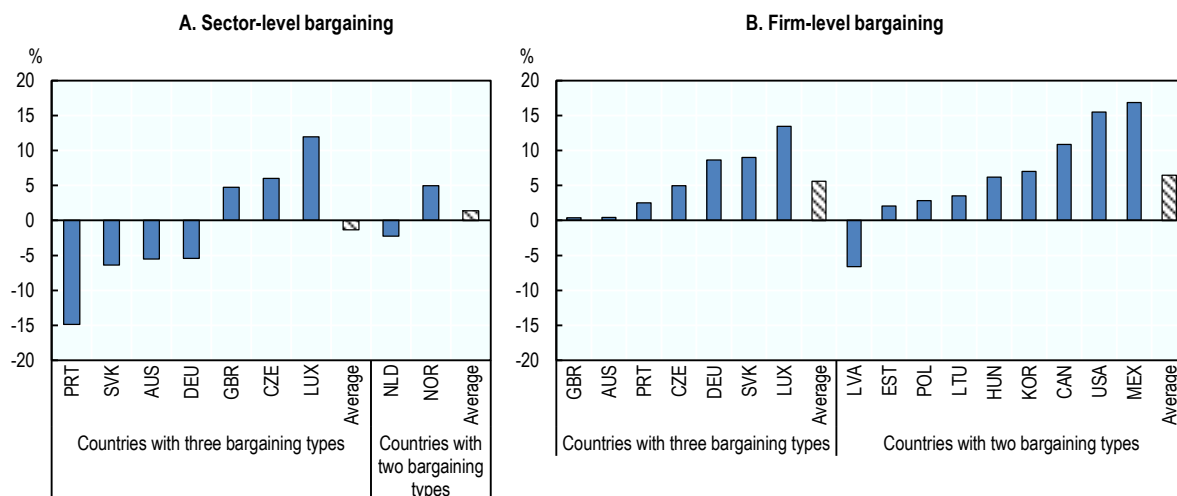 A. Sector-level bargaining
%
20
15
10
5
0
-5
-10
-15
-20
PRT
SVK
AUS
DEU
GBR
CZE
LUX
Average
NLD
NOR
Average
Countries with three bargaining types
Countries with
two bargaining
types
B. Firm-level bargaining
%
20
15
10
5
0
-5
-10
-15
-20
GBR
AUS
PRT
CZE
DEU
SVK
LUX
Average
LVA
EST
POL
LTU
HUN
KOR
CAN
USA
MEX
Average
Countries with three bargaining types
Countries with two bargaining types